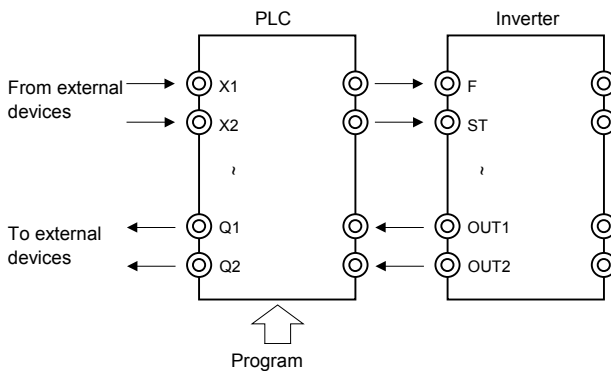 PLC
Inverter
From external
devices
X1
F
X2
ST
~
~
To external
devices
Q1
OUT1
Q2
OUT2
Program